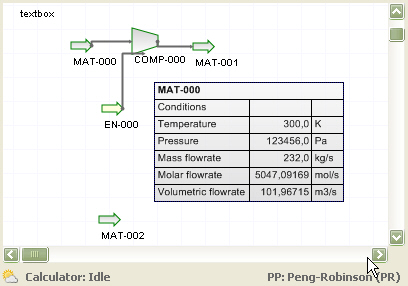 textbox
MAT-000
COMP-000
MAT-001
EN-000
MAT-000
Conditions
Temperature 300,0 K
Pressure 123456,0 Pa
Mass flowrate 232,0 kg/s
Molar flowrate 5047,09169 mol/s
Volumetric flowrate 101,96715 m3/s
MAT-002
Calculator: Idle PP: Peng-Robinson (PR)